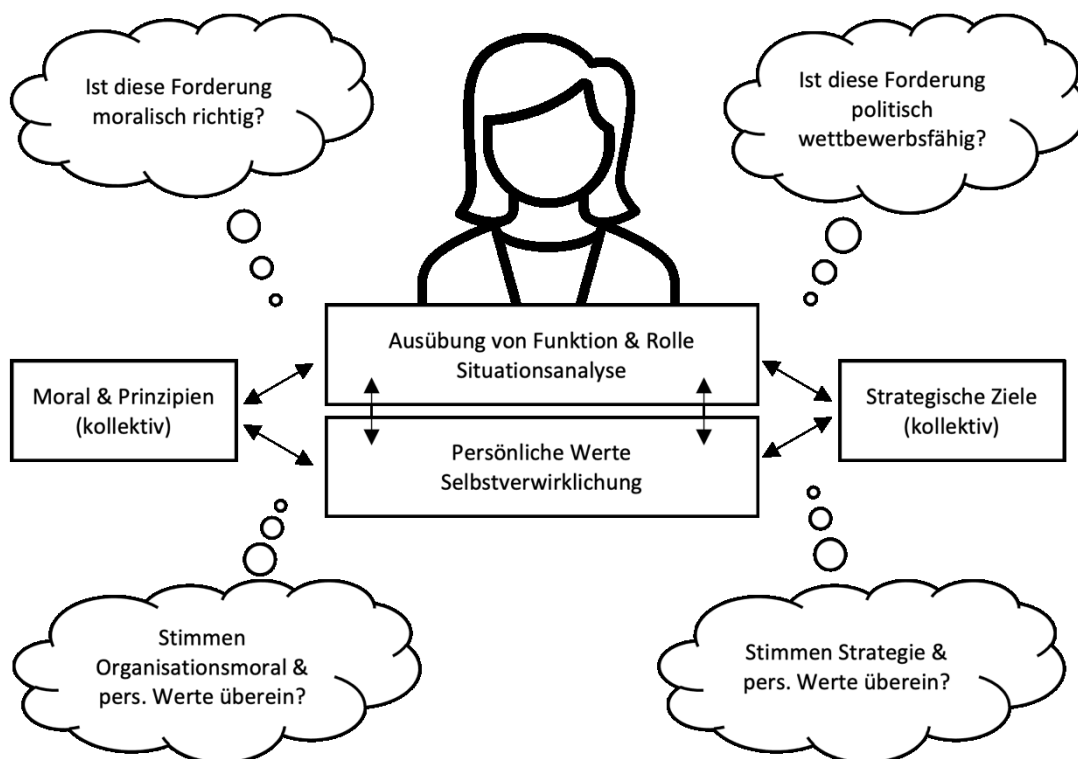 Ist diese Forderung
moralisch richtig?
Ist diese Forderung
politisch
wettbewerbsfähig?
Ausübung von Funktion & Rolle
Situationsanalyse
Moral & Prinzipien
(kollektiv)
Strategische Ziele
(kollektiv)
Persönliche Werte
Selbstverwirklichung
Stimmen
Organisationsmoral &
pers. Werte überein?
Stimmen Strategie &
pers. Werte überein?